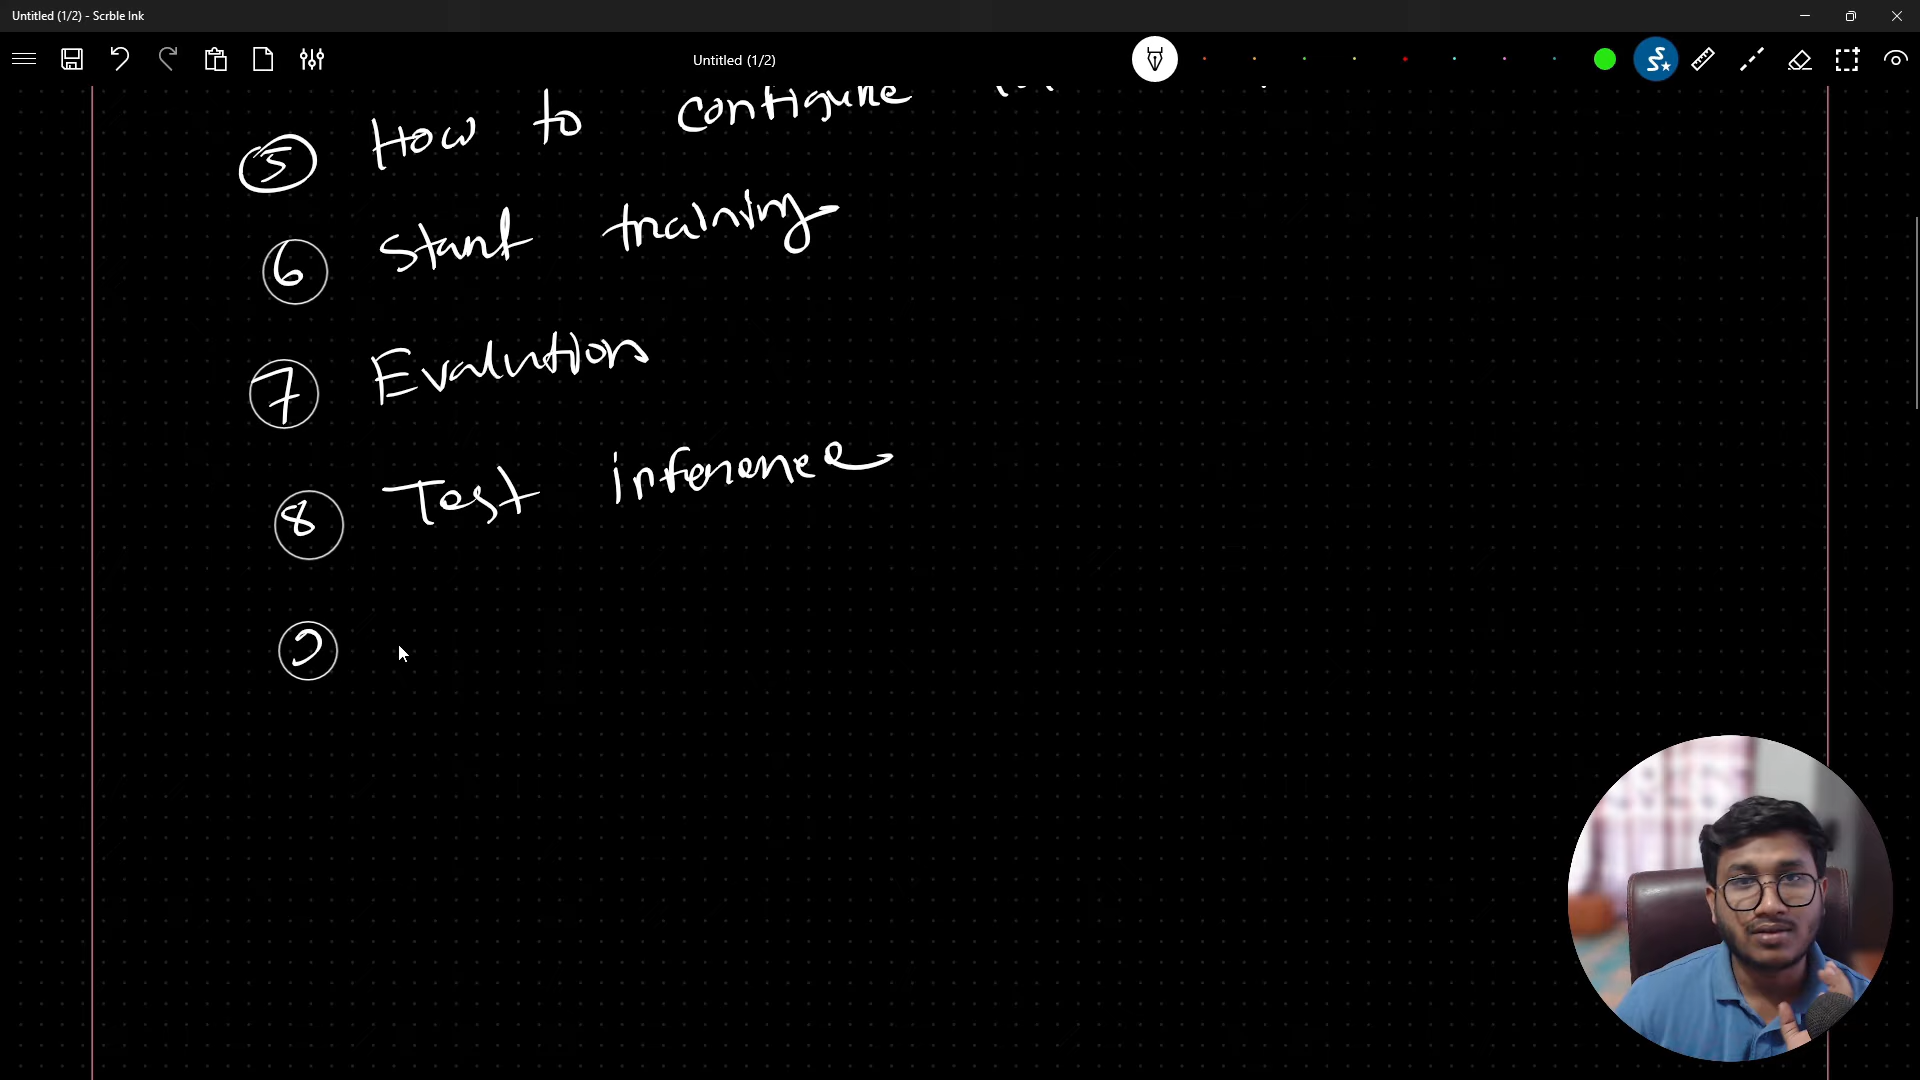 Untitled (1/2) - Scrble Ink
Untitled (1/2)
5 How to configure
6 Start training
7 Evalution
8 Test inference